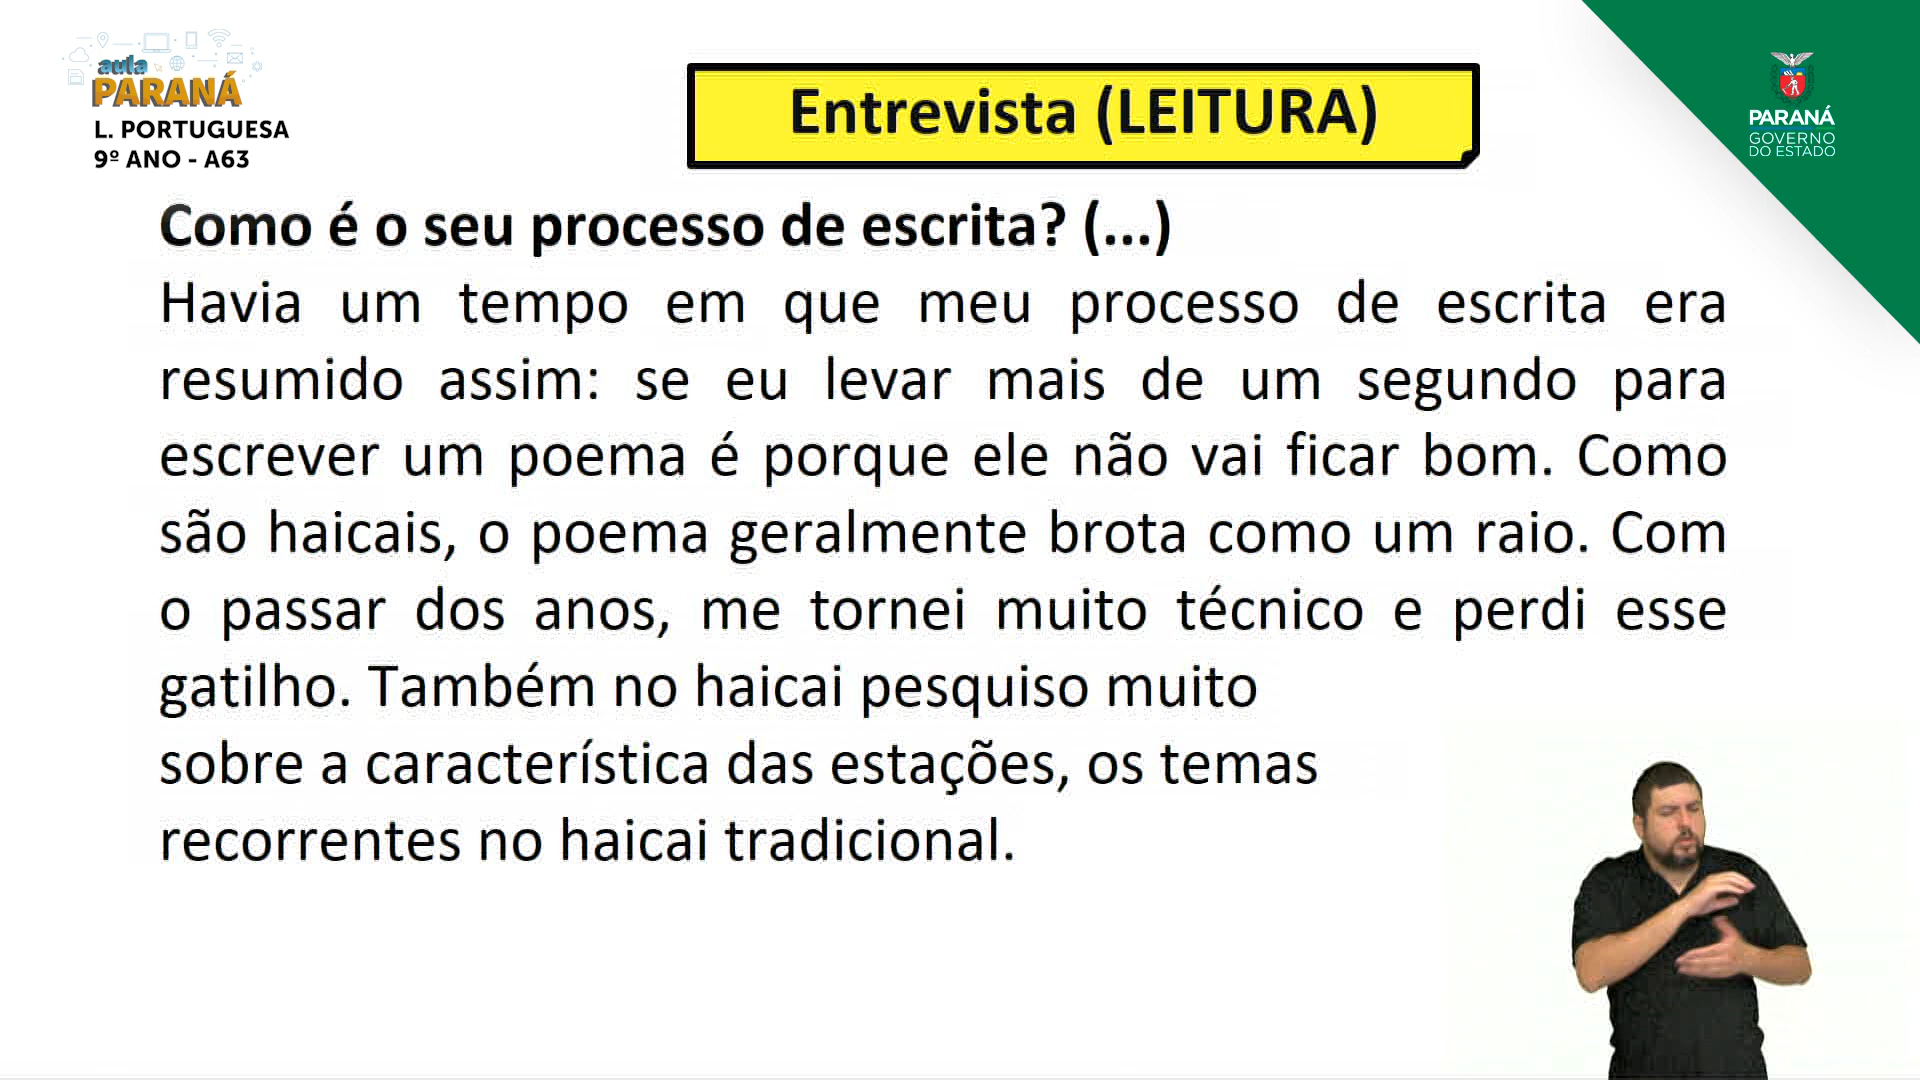 aula
PARANÁ
L. PORTUGUESA
9º ANO - A63
Entrevista (LEITURA)
PARANÁ
GOVERNO
DO ESTADO
Como é o seu processo de escrita? (...)
Havia um tempo em que meu processo de escrita era
resumido assim: se eu levar mais de um segundo para
escrever um poema é porque ele não vai ficar bom. Como
são haicais, o poema geralmente brota como um raio. Com
o passar dos anos, me tornei muito técnico e perdi esse
gatilho. Também no haicai pesquiso muito
sobre a característica das estações, os temas
recorrentes no haicai tradicional.